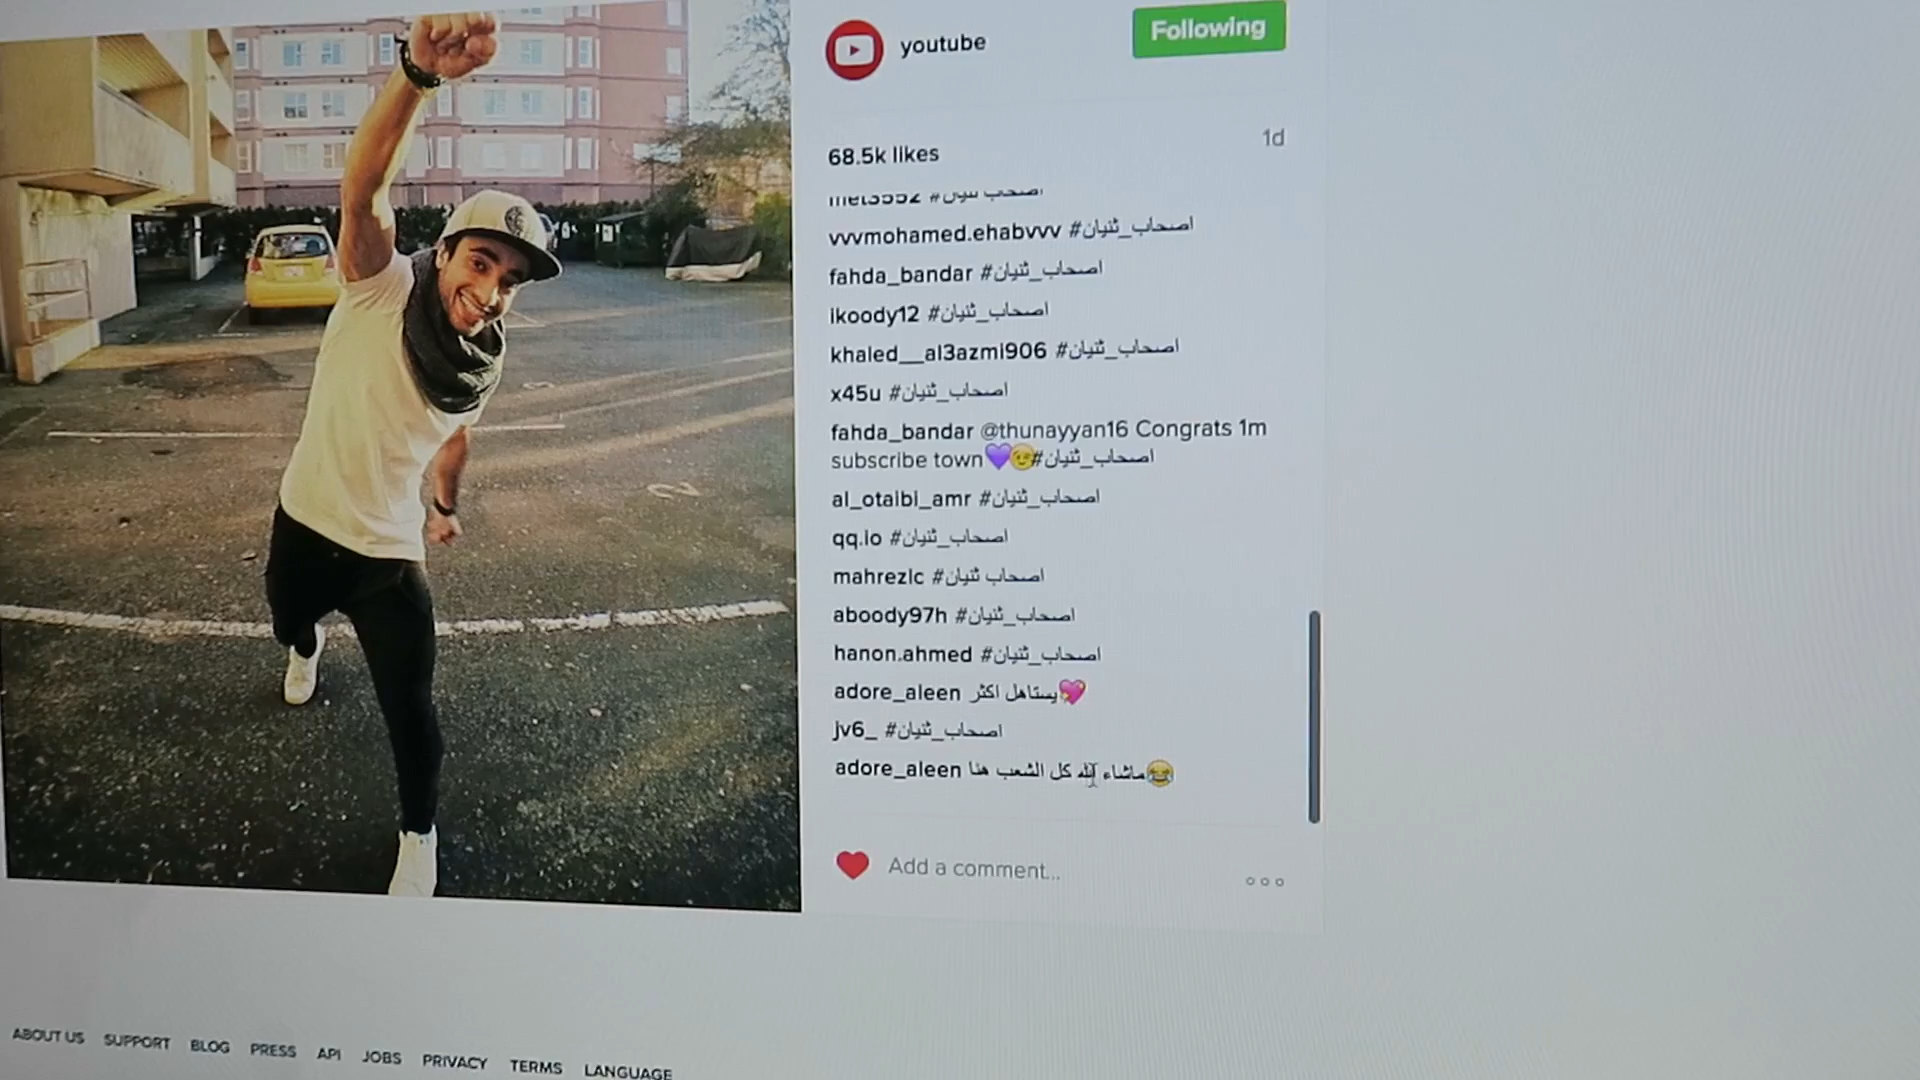 youtube
Following
68.5k likes
1d
vvvmohamed.ehabvvv #اصحاب_ثنيان
fahda_bandar #اصحاب_ثنيان
ikoody12 #اصحاب_ثنيان
khaled__al3azmi906 #اصحاب_ثنيان
x45u #اصحاب_ثنيان
fahda_bandar @thunayyan16 Congrats 1m
subscribe town💜😉#اصحاب_ثنيان
al_otaibi_amr #اصحاب_ثنيان
qq.io #اصحاب_ثنيان
mahrezlc #اصحاب ثنيان
aboody97h #اصحاب_ثنيان
hanon.ahmed #اصحاب_ثنيان
adore_aleen يستاهل اكثر💖
jv6_ #اصحاب_ثنيان
adore_aleen ماشاء الله كل الشعب هنا😂
Add a comment...
ABOUT US SUPPORT BLOG PRESS API JOBS PRIVACY TERMS LANGUAGE